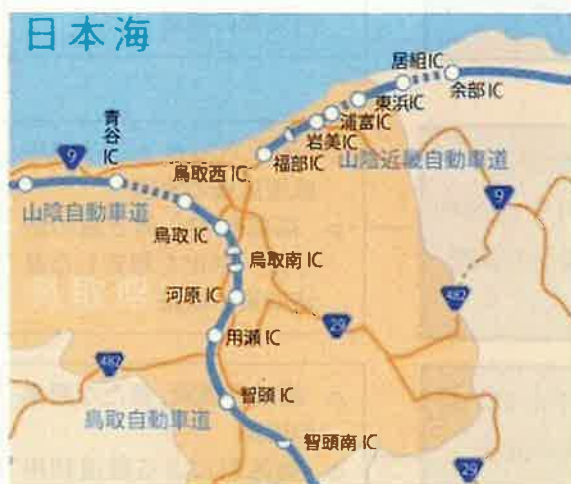 日本海
居組IC
余部IC
東浜IC
浦富IC
岩美IC
福部IC
山陰近畿自動車道
青谷IC
9
鳥取西IC
山陰自動車道
9
鳥取IC
鳥取南IC
河原IC
482
29
用瀬IC
482
智頭IC
鳥取自動車道
智頭南IC
29